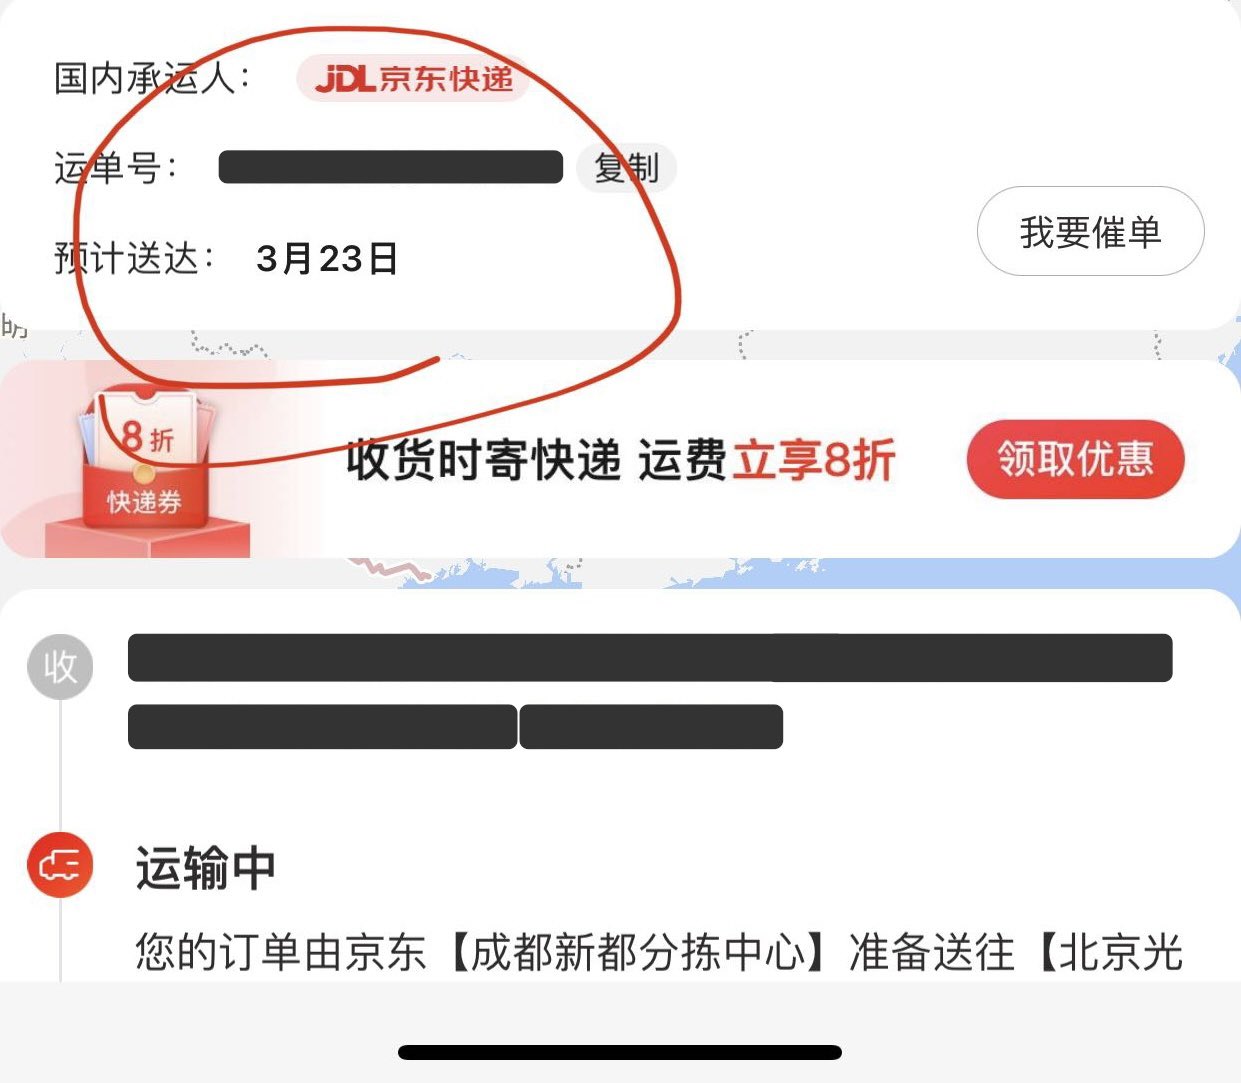 国内承运人：
JDL京东快递
运单号：
复制
预计送达：
3月23日
我要催单
明
8折
快递券
收货时寄快递 运费立享8折
领取优惠
收
运输中
您的订单由京东【成都新都分拣中心】准备送往【北京光